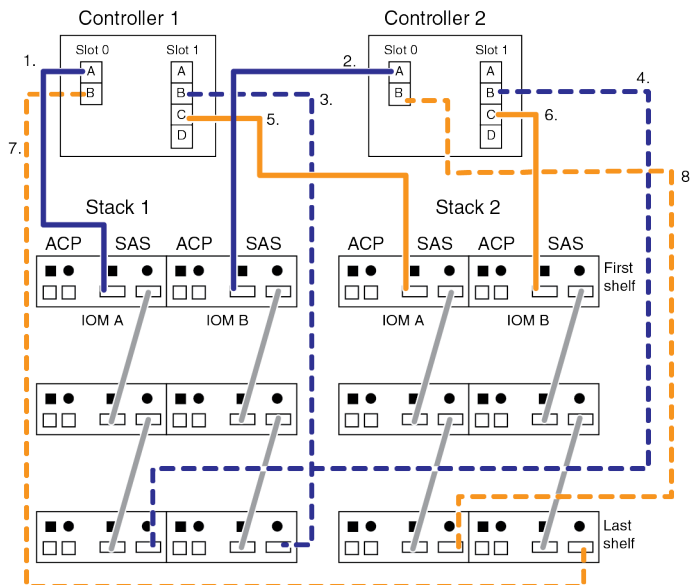 Controller 1
Controller 2
Slot 0
Slot 1
Slot 0
Slot 1
1.
A
A
2.
A
A
4.
B
B
3.
B
B
C
5.
C
6.
D
D
7.
8
Stack 1
Stack 2
ACP
SAS
ACP
SAS
ACP
SAS
ACP
SAS
First
shelf
IOM A
IOM B
IOM A
IOM B
Last
shelf